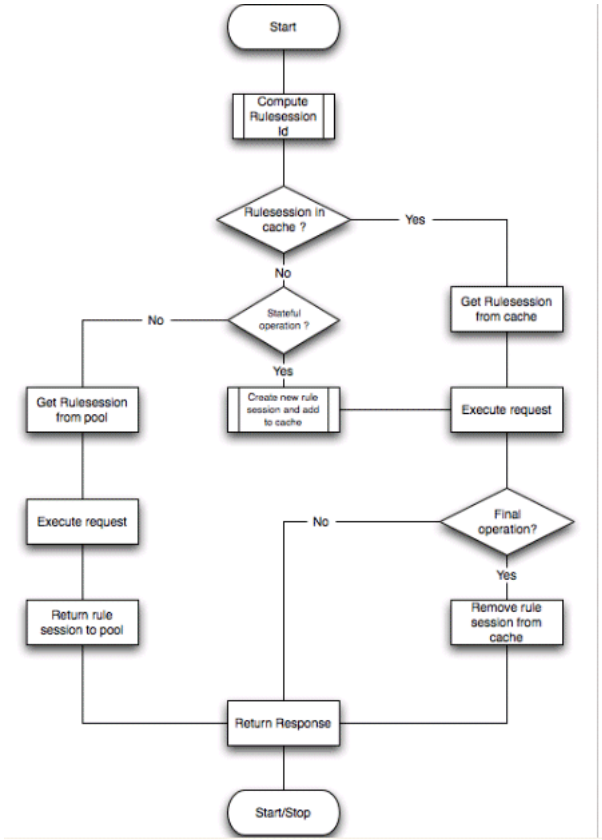 Start
Compute
Rulesession
Id
Rulesession in
cache ?
Yes
No
Stateful
operation ?
No
Yes
Get Rulesession
from cache
Get Rulesession
from pool
Create new rule
session and add
to cache
Execute request
Execute request
Final
operation?
No
Yes
Return rule
session to pool
Remove rule
session from
cache
Return Response
Start/Stop